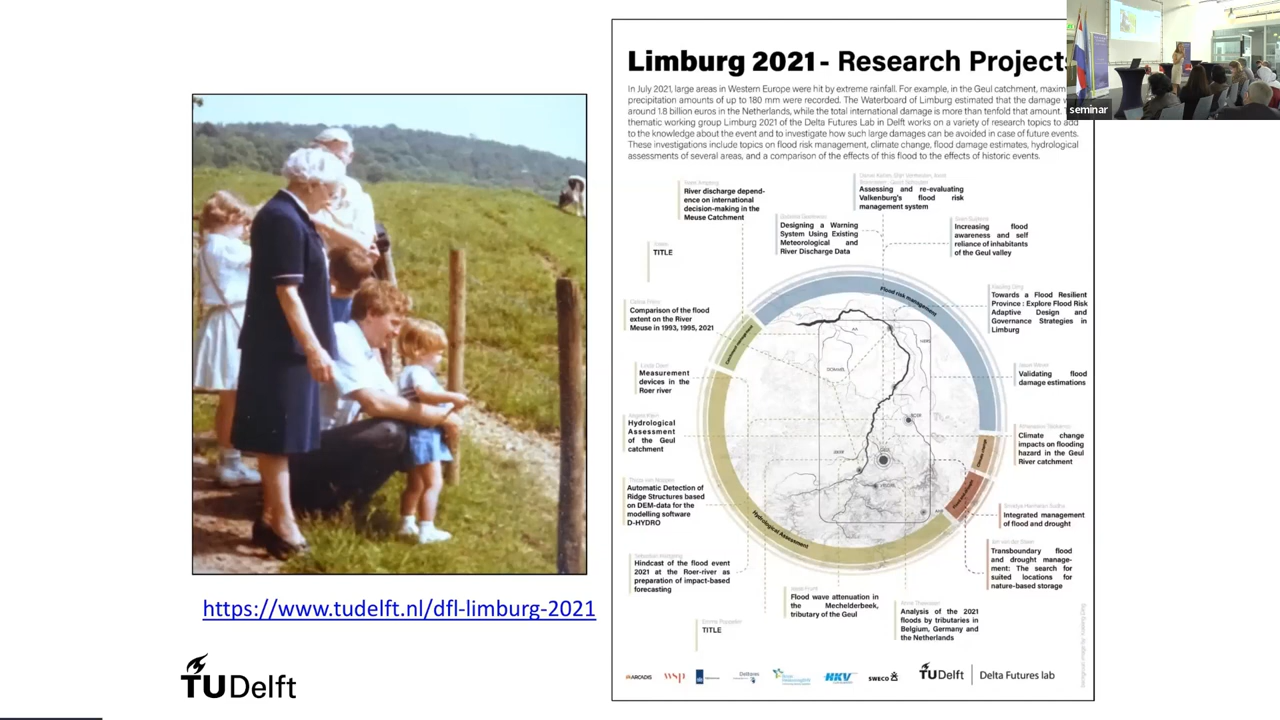 Limburg 2021 - Research Projects
In July 2021, large areas in Western Europe were hit by extreme rainfall. For example, in the Geul catchment,
precipitation amounts of up to 180 mm were recorded. The Waterboard of Limburg estimated that the damage
around 1.8 billion euros in the Netherlands, while the total international damage is more than tenfold that amount.
thematic working group Limburg 2021 of the Delta Futures Lab in Delft works on a variety of research topics to add
to the knowledge about the event and to investigate how such large damages can be avoided in case of future events.
These investigations include topics on flood risk management, climate change, flood damage estimates, hydrological
assessments of several areas, and a comparison of the effects of this flood to the effects of historic events.
seminar
River discharge depend-
ence on international
decision-making in the
Meuse Catchment
Assessing and re-evaluating
Valkenburg's flood risk
management system
Designing a Warning
System Using Existing
Meteorological and
River Discharge Data
Increasing flood
awareness and self
reliance of inhabitants
of the Geul valley
TITLE
Flood risk management
Towards a Flood Resilient
Province : Explore Flood Risk
Adaptive Design and
Governance Strategies in
Limburg
Comparison of the flood
extent on the River
Meuse in 1993, 1995, 2021
Catchment management
Measurement
devices in the
Roer river
Validating flood
damage estimations
Hydrological
Assessment
of the Geul
catchment
Climate change
impacts on flooding
hazard in the Geul
River catchment
Automatic Detection of
Ridge Structures based
on DEM-data for the
modelling software
D-HYDRO
Hydrological Assessment
Integrated management
of flood and drought
Hindcast of the flood event
2021 at the Roer-river as
preparation of impact-based
forecasting
Transboundary flood
and drought manage-
ment: The search for
suited locations for
nature-based storage
Flood wave attenuation in
the Mechelderbeek,
tributary of the Geul
Analysis of the 2021
floods by tributaries in
Belgium, Germany and
the Netherlands
TITLE
https://www.tudelft.nl/dfl-limburg-2021
TUDelft
ARCADIS
wsp
Deltares
HKV
SWECO
TUDelft
Delta Futures lab